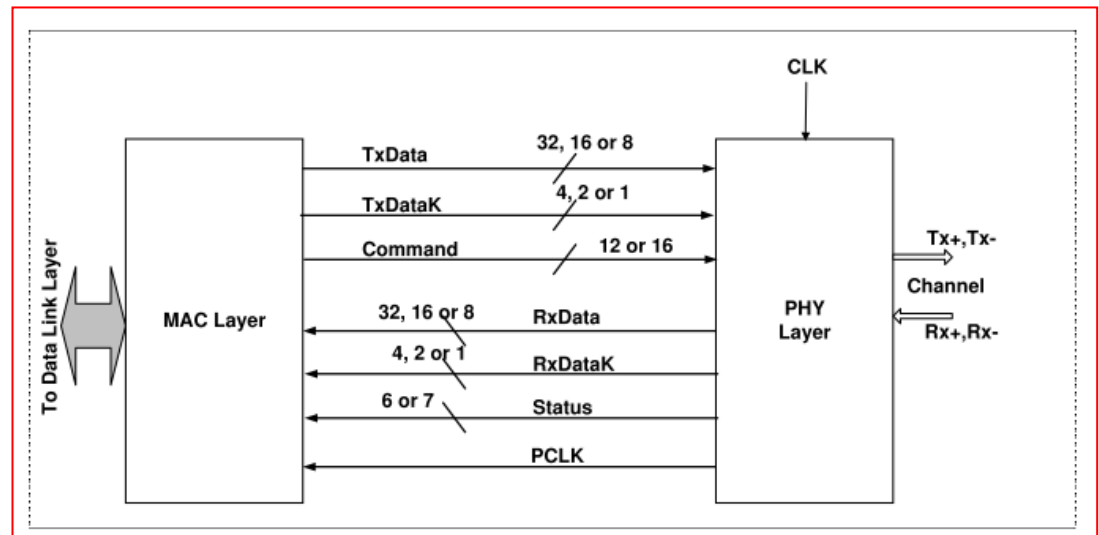 CLK
TxData
32, 16 or 8
TxDataK
4, 2 or 1
Command
12 or 16
Tx+,Tx-
Channel
Rx+,Rx-
To Data Link Layer
MAC Layer
PHY
Layer
32, 16 or 8
RxData
4, 2 or 1
RxDataK
6 or 7
Status
PCLK